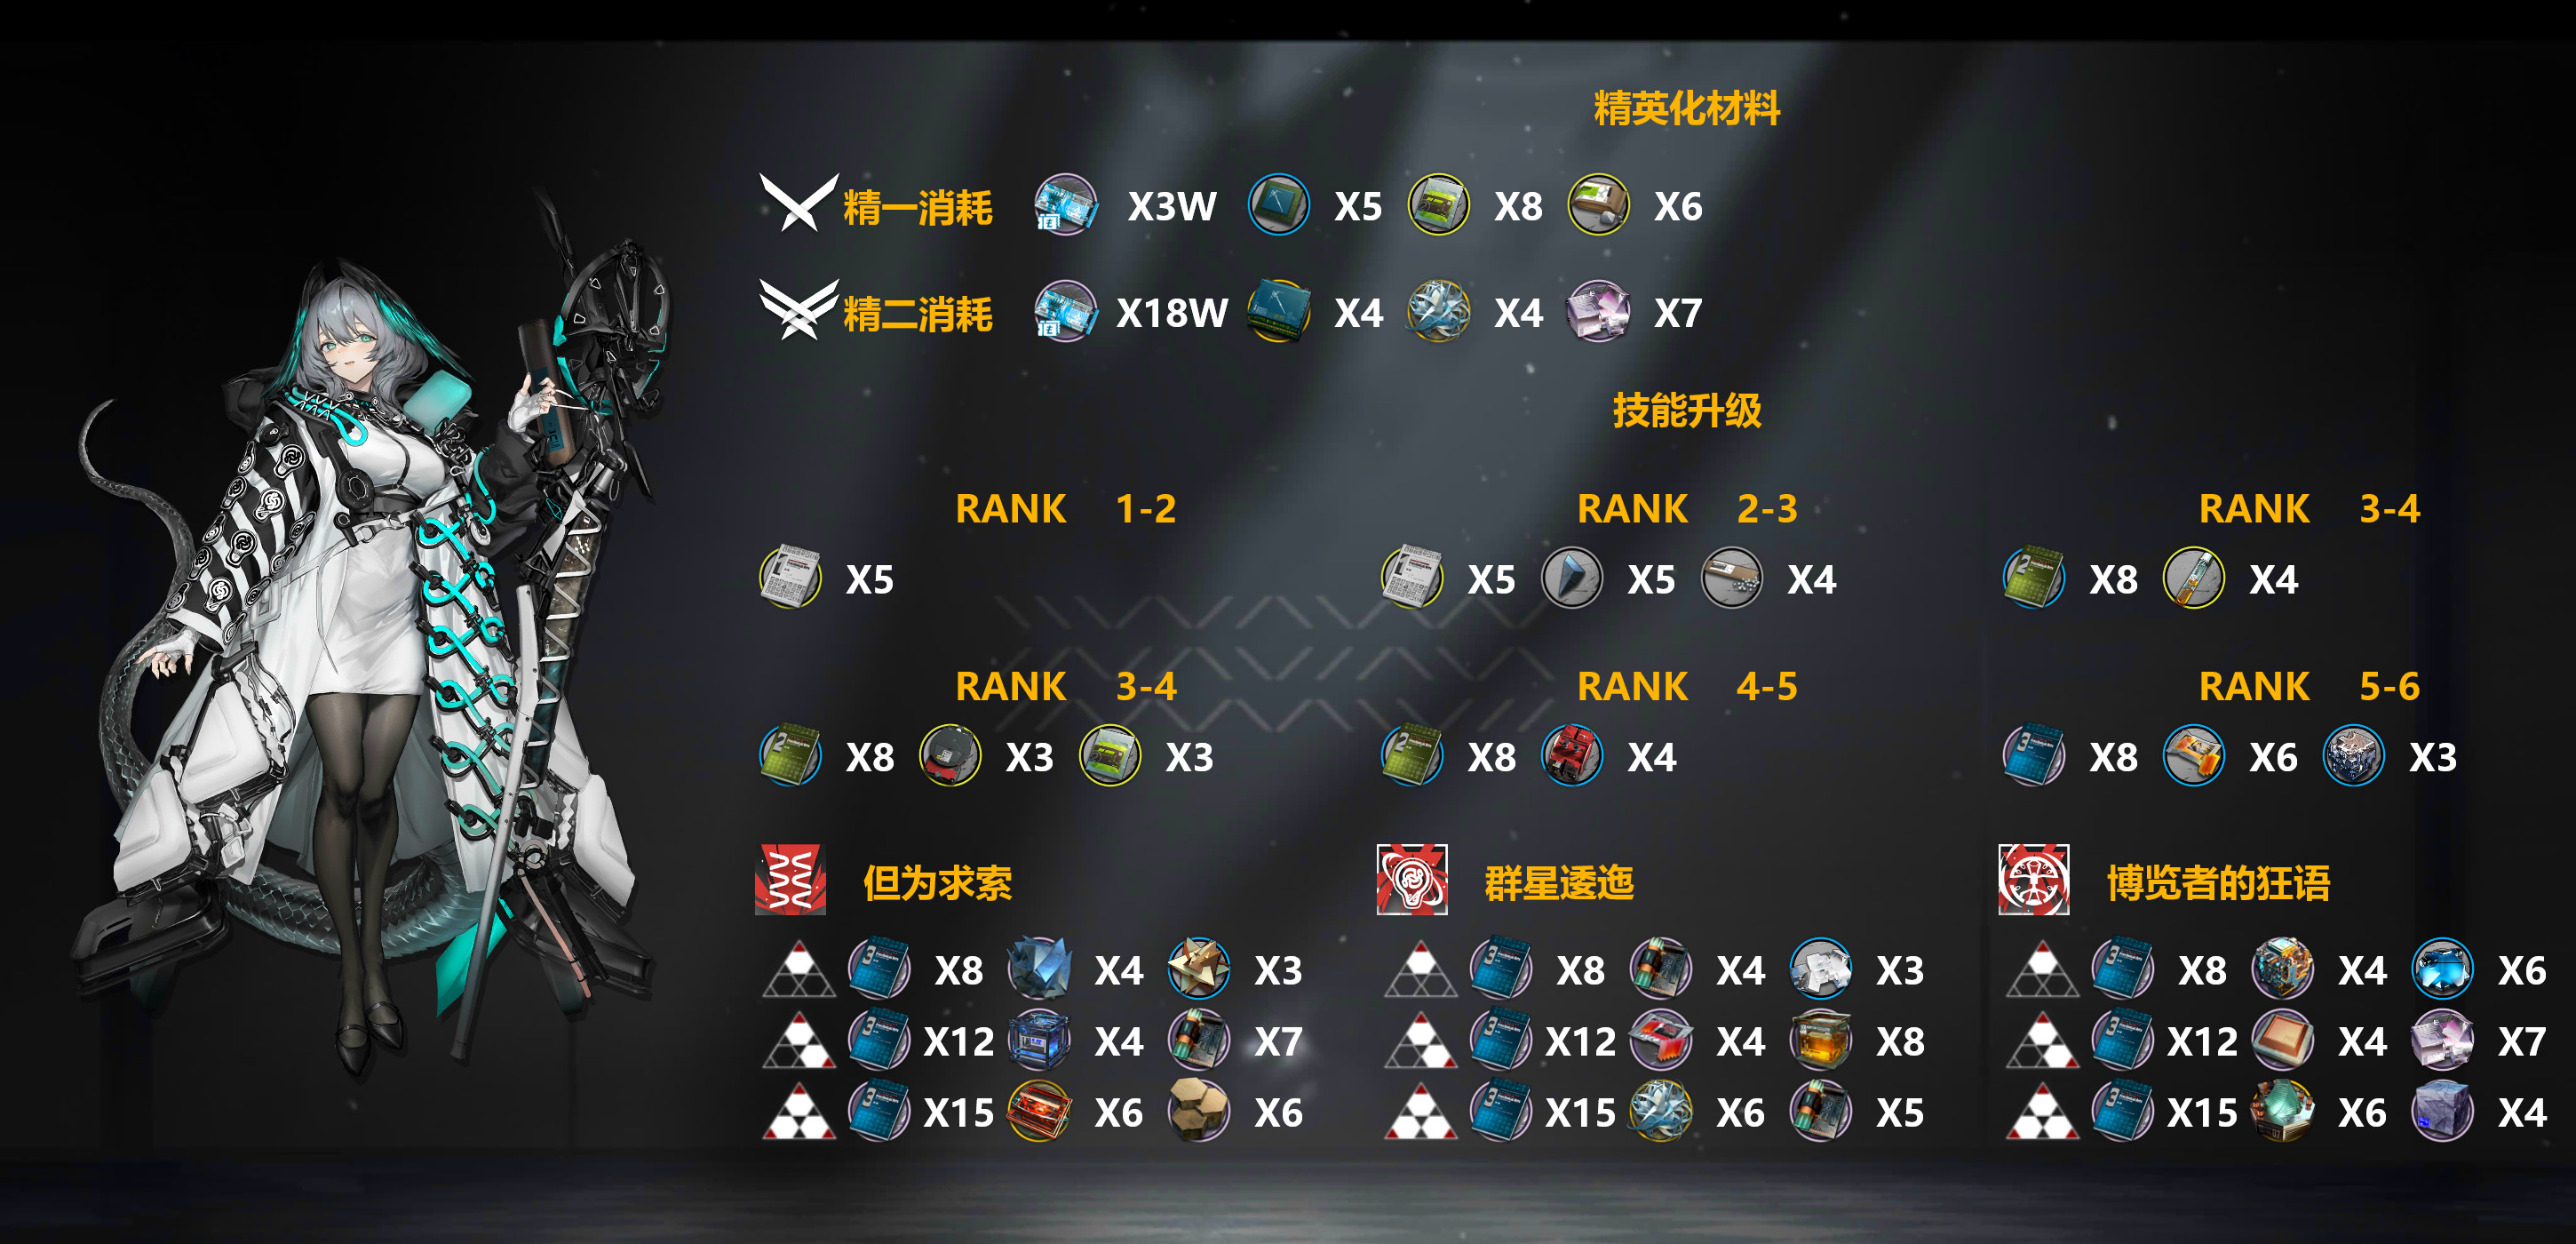 精英化材料
精一消耗 X3W X5 X8 X6
精二消耗 X18W X4 X4 X7
技能升级
RANK 1-2 RANK 2-3 RANK 3-4
X5 X5 X5 X4 X8 X4
RANK 3-4 RANK 4-5 RANK 5-6
X8 X3 X3 X8 X4 X8 X6 X3
但为求索 群星逶迤 博览者的狂语
X8 X4 X3 X8 X4 X3 X8 X4 X6
X12 X4 X7 X12 X4 X8 X12 X4 X7
X15 X6 X6 X15 X6 X5 X15 X6 X4